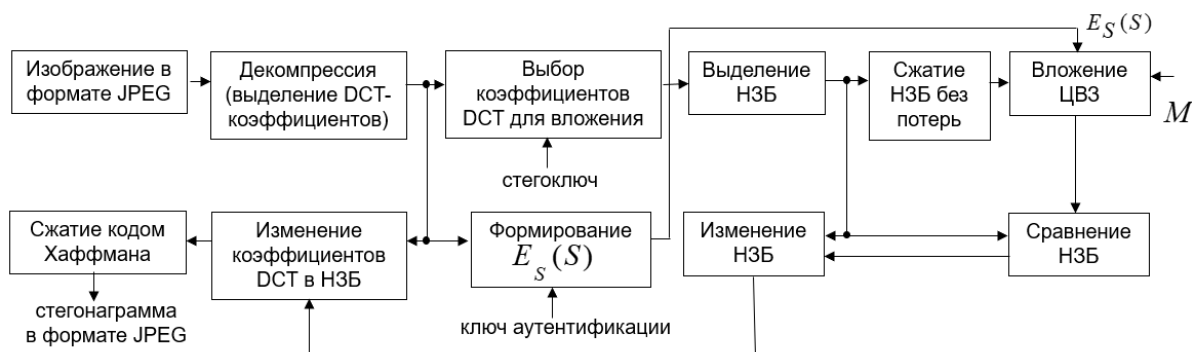 E_S(S)
Изображение в
формате JPEG
Декомпрессия
(выделение DCT-
коэффициентов)
Выбор
коэффициентов
DCT для вложения
Выделение
НЗБ
Сжатие
НЗБ без
потерь
Вложение
ЦВЗ
M
стегоключ
Сжатие кодом
Хаффмана
Изменение
коэффициентов
DCT в НЗБ
Формирование
E_S(S)
Изменение
НЗБ
Сравнение
НЗБ
стегонаграмма
в формате JPEG
ключ аутентификации